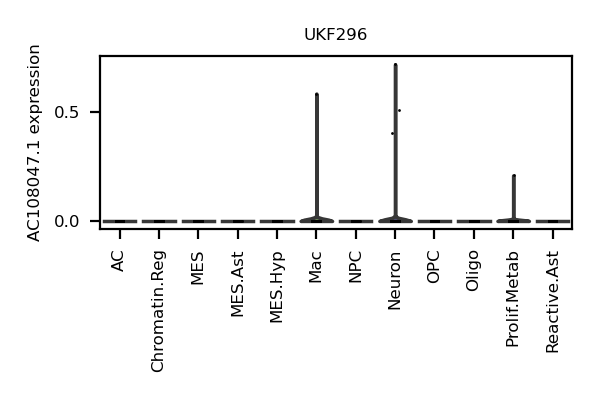 UKF296
AC108047.1 expression
0.5
0.0
AC
Chromatin.Reg
MES
MES.Ast
MES.Hyp
Mac
NPC
Neuron
OPC
Oligo
Prolif.Metab
Reactive.Ast